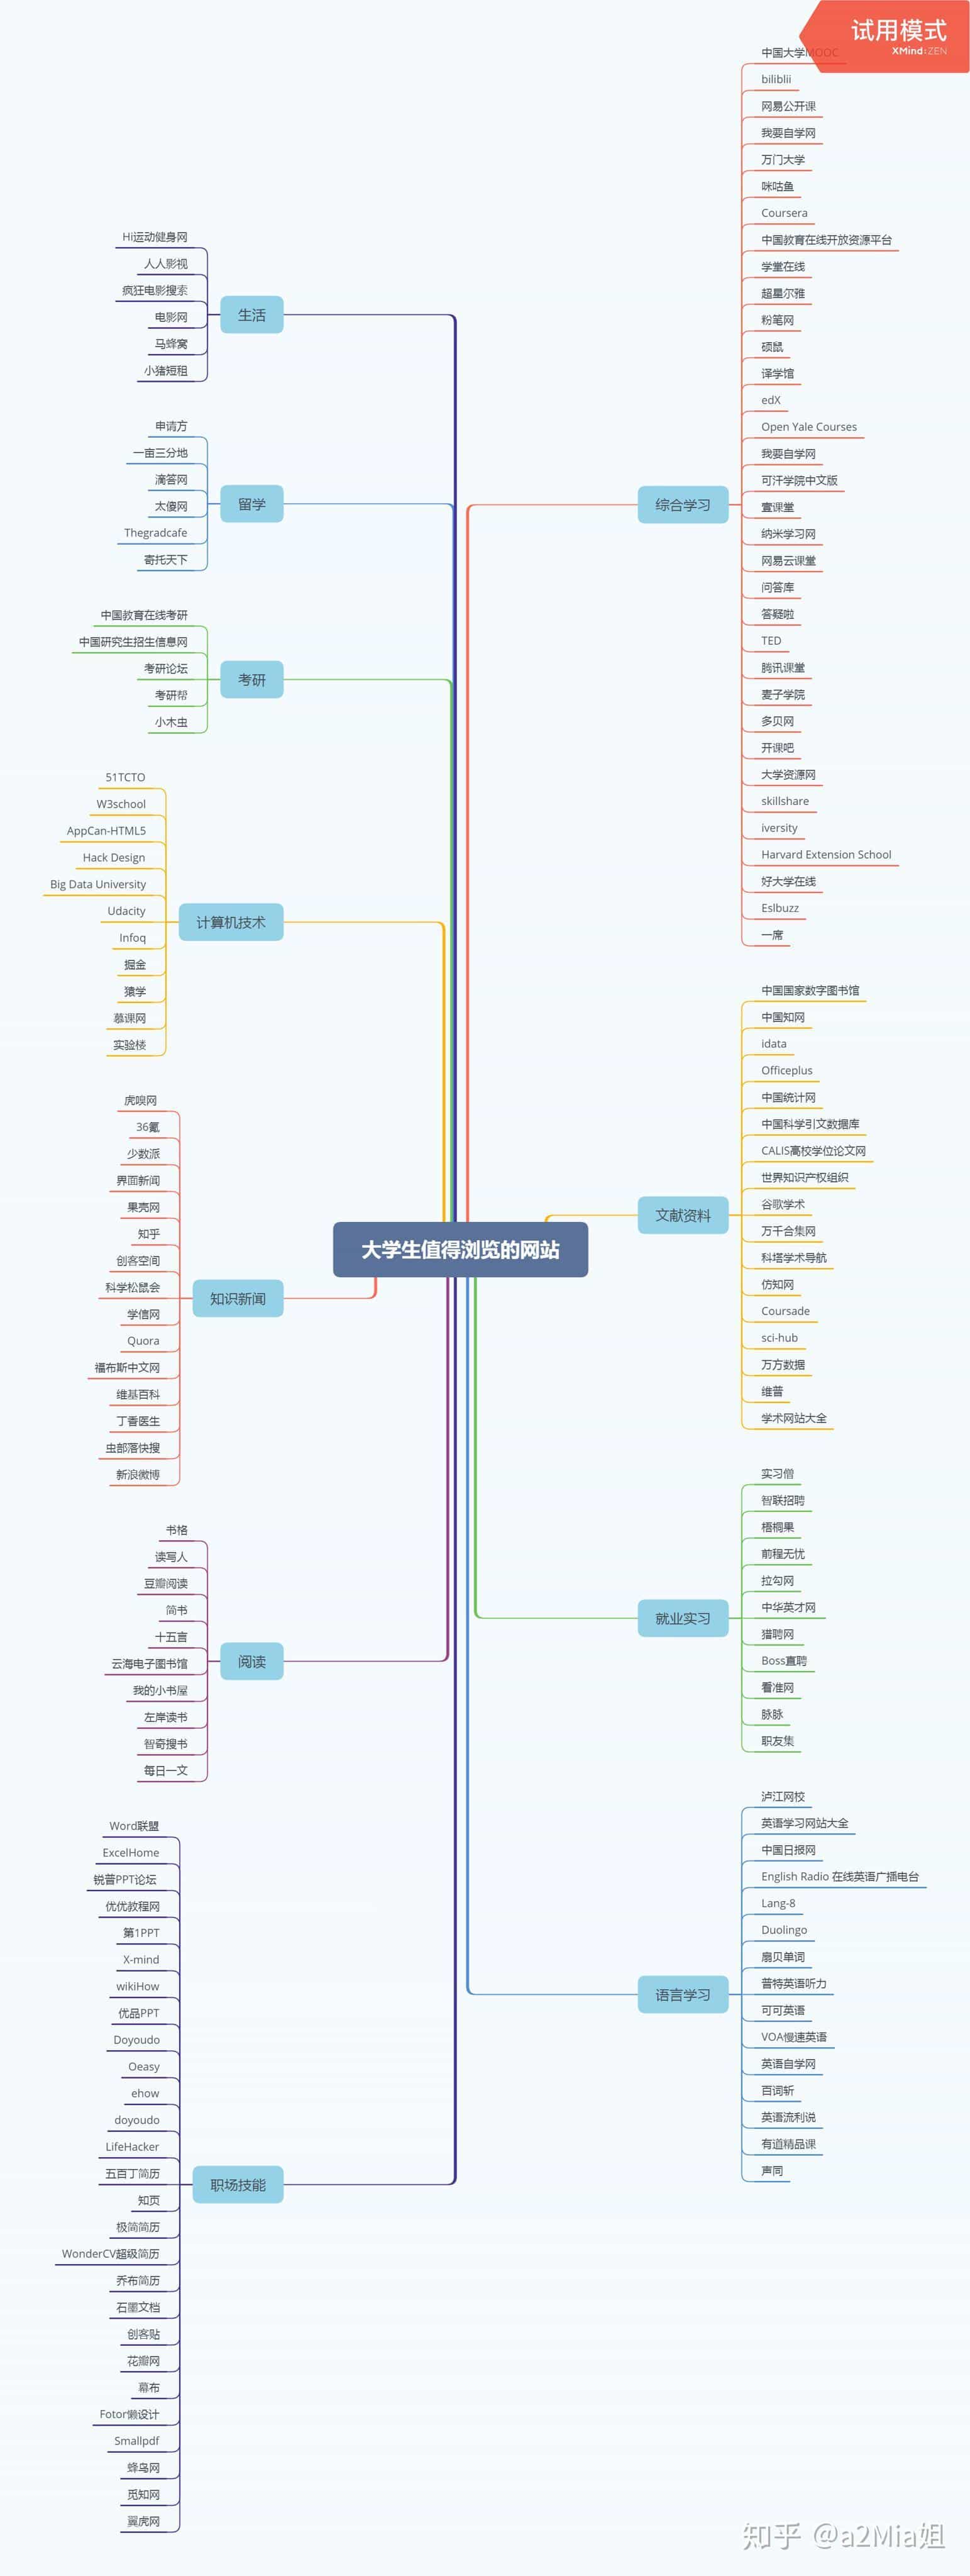 试用模式
XMind:ZEN
大学生值得浏览的网站
综合学习
中国大学MOOC
biliblii
网易公开课
我要自学网
万门大学
咪咕鱼
Coursera
中国教育在线开放资源平台
学堂在线
超星尔雅
粉笔网
硕鼠
译学馆
edX
Open Yale Courses
我要自学网
可汗学院中文版
壹课堂
纳米学习网
网易云课堂
问答库
答疑啦
TED
腾讯课堂
麦子学院
多贝网
开课吧
大学资源网
skillshare
iversity
Harvard Extension School
好大学在线
Eslbuzz
一席
文献资料
中国国家数字图书馆
中国知网
idata
Officeplus
中国统计网
中国科学引文数据库
CALIS高校学位论文网
世界知识产权组织
谷歌学术
万千合集网
科塔学术导航
仿知网
Coursade
sci-hub
万方数据
维普
学术网站大全
就业实习
实习僧
智联招聘
梧桐果
前程无忧
拉勾网
中华英才网
猎聘网
Boss直聘
看准网
脉脉
职友集
语言学习
泸江网校
英语学习网站大全
中国日报网
English Radio 在线英语广播电台
Lang-8
Duolingo
扇贝单词
普特英语听力
可可英语
VOA慢速英语
英语自学网
百词斩
英语流利说
有道精品课
声同
生活
Hi运动健身网
人人影视
疯狂电影搜索
电影网
马蜂窝
小猪短租
留学
申请方
一亩三分地
滴答网
太傻网
Thegradcafe
寄托天下
考研
中国教育在线考研
中国研究生招生信息网
考研论坛
考研帮
小木虫
计算机技术
51TCTO
W3school
AppCan-HTML5
Hack Design
Big Data University
Udacity
Infoq
掘金
猿学
慕课网
实验楼
知识新闻
虎嗅网
36氪
少数派
界面新闻
果壳网
知乎
创客空间
科学松鼠会
学信网
Quora
福布斯中文网
维基百科
丁香医生
虫部落快搜
新浪微博
阅读
书格
读写人
豆瓣阅读
简书
十五言
云海电子图书馆
我的小书屋
左岸读书
智奇搜书
每日一文
职场技能
Word联盟
ExcelHome
锐普PPT论坛
优优教程网
第1PPT
X-mind
wikiHow
优品PPT
Doyoudo
Oeasy
ehow
doyoudo
LifeHacker
五百丁简历
知页
极简简历
WonderCV超级简历
乔布简历
石墨文档
创客贴
花瓣网
幕布
Fotor懒设计
Smallpdf
蜂鸟网
觅知网
翼虎网
知乎 @a2Mia姐